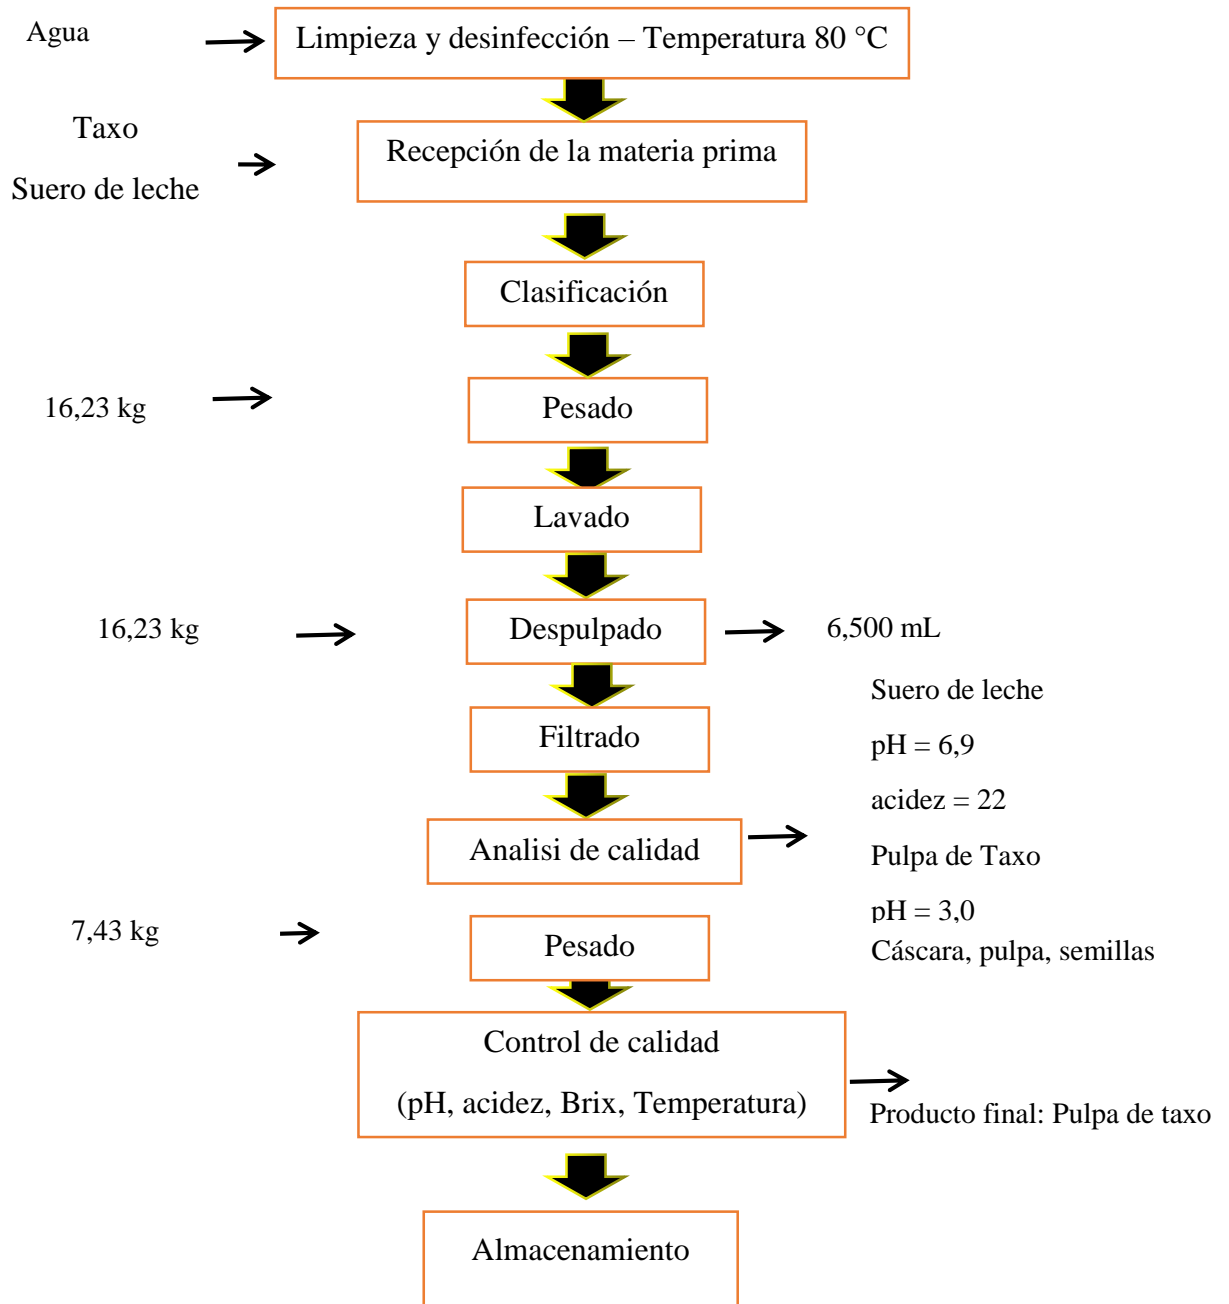 Agua
Limpieza y desinfección – Temperatura 80 °C
Taxo
Suero de leche
Recepción de la materia prima
Clasificación
16,23 kg
Pesado
Lavado
16,23 kg
Despulpado
6,500 mL
Filtrado
Suero de leche
pH = 6,9
acidez = 22
Analisi de calidad
Pulpa de Taxo
pH = 3,0
7,43 kg
Pesado
Cáscara, pulpa, semillas
Control de calidad
(pH, acidez, Brix, Temperatura)
Producto final: Pulpa de taxo
Almacenamiento